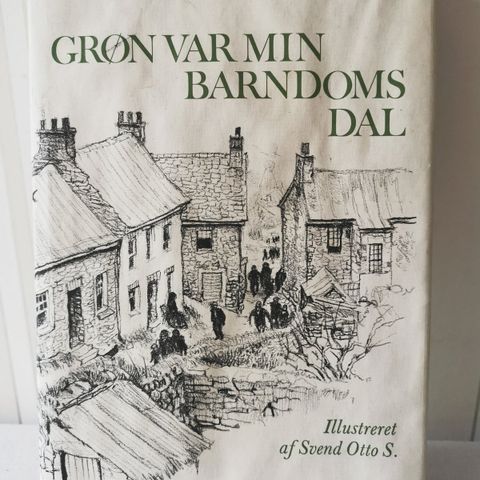 GRØN VAR MIN
BARNDOMS
DAL
Illustreret
af Svend Otto S.